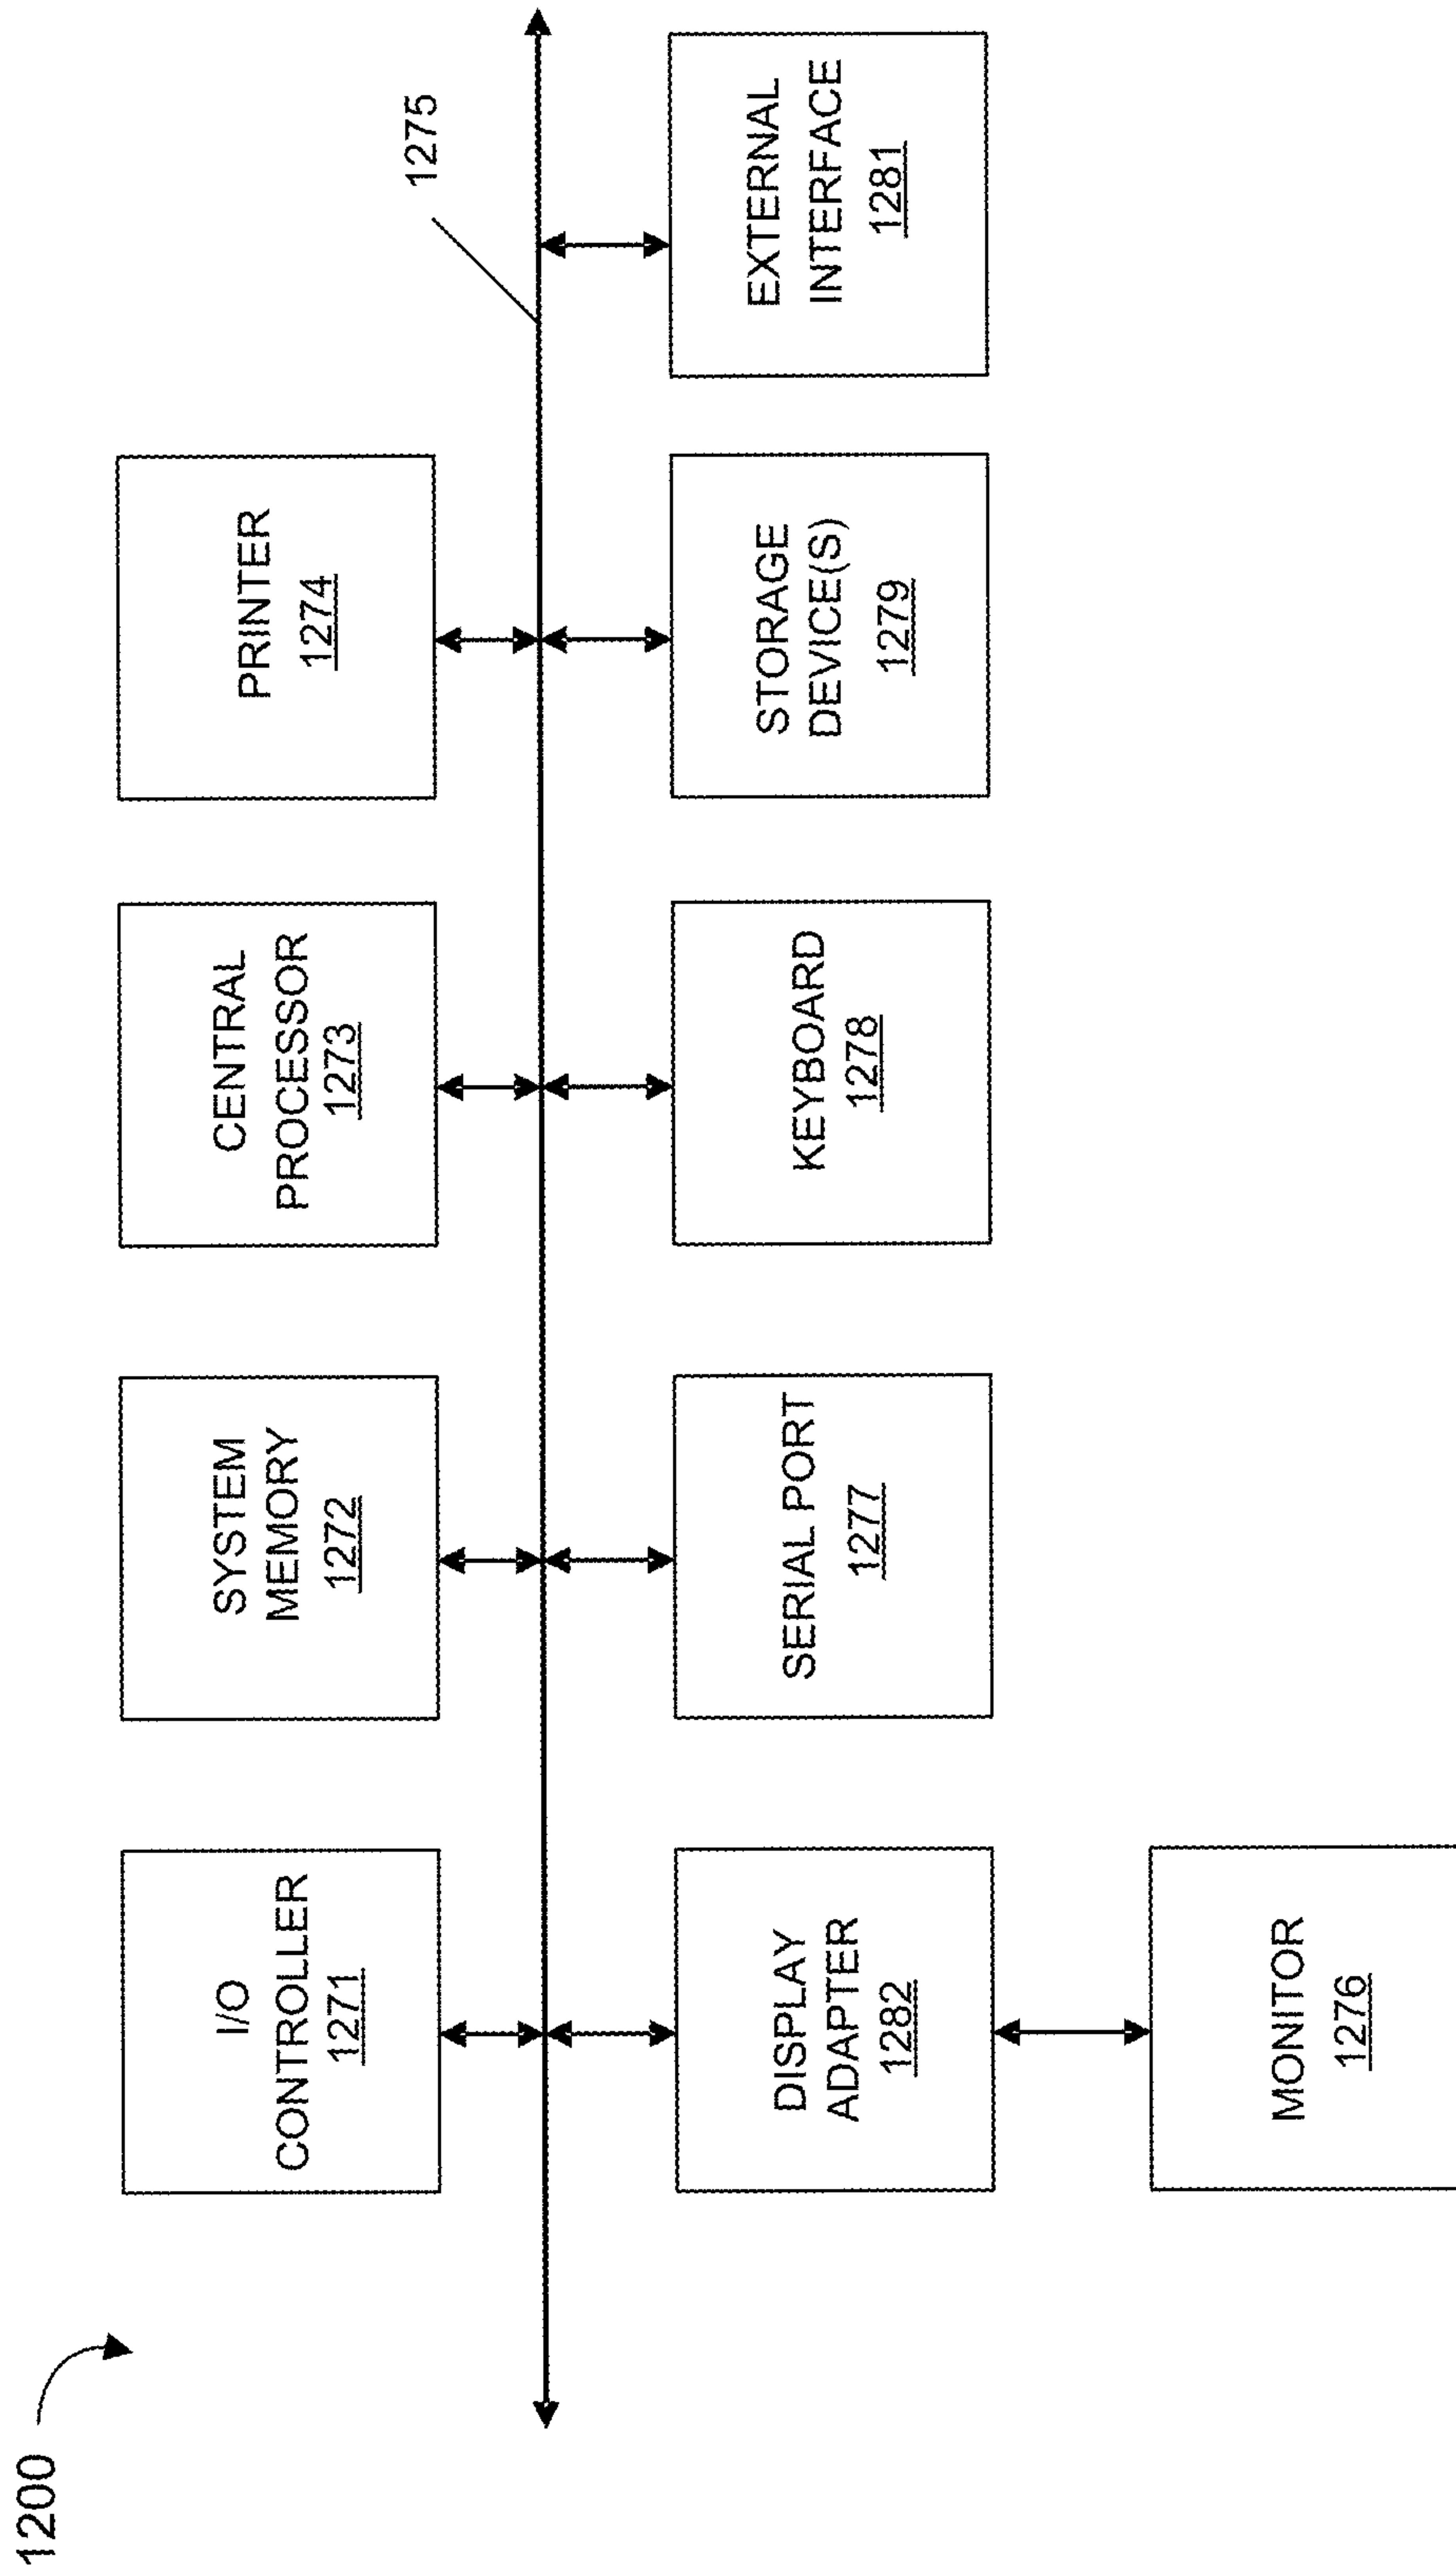 1200
I/O
CONTROLLER
1271
SYSTEM
MEMORY
1272
CENTRAL
PROCESSOR
1273
PRINTER
1274
1275
DISPLAY
ADAPTER
1282
SERIAL PORT
1277
KEYBOARD
1278
STORAGE
DEVICE(S)
1279
EXTERNAL
INTERFACE
1281
MONITOR
1276